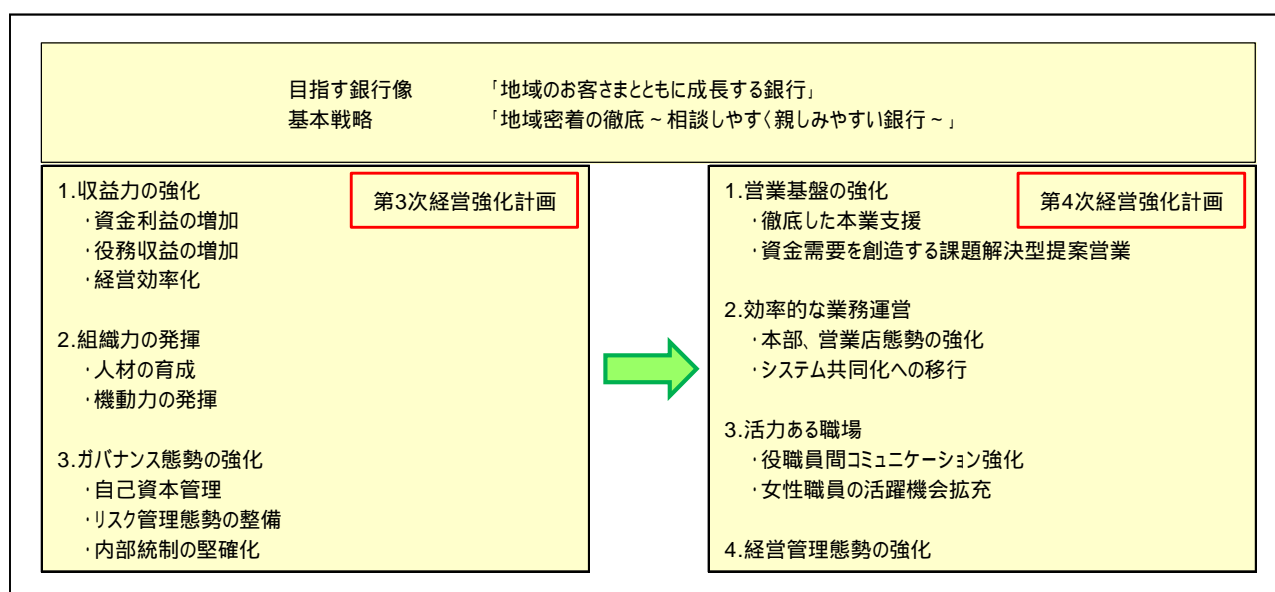 目指す銀行像 「地域のお客さまとともに成長する銀行」
基本戦略 「地域密着の徹底~相談しやすく親しみやすい銀行~」
第3次経営強化計画
1.収益力の強化
･資金利益の増加
･役務収益の増加
･経営効率化
2.組織力の発揮
･人材の育成
･機動力の発揮
3.ガバナンス態勢の強化
･自己資本管理
･リスク管理態勢の整備
･内部統制の堅確化
第4次経営強化計画
1.営業基盤の強化
･徹底した本業支援
･資金需要を創造する課題解決型提案営業
2.効率的な業務運営
･本部、営業店態勢の強化
･システム共同化への移行
3.活力ある職場
･役職員間コミュニケーション強化
･女性職員の活躍機会拡充
4.経営管理態勢の強化